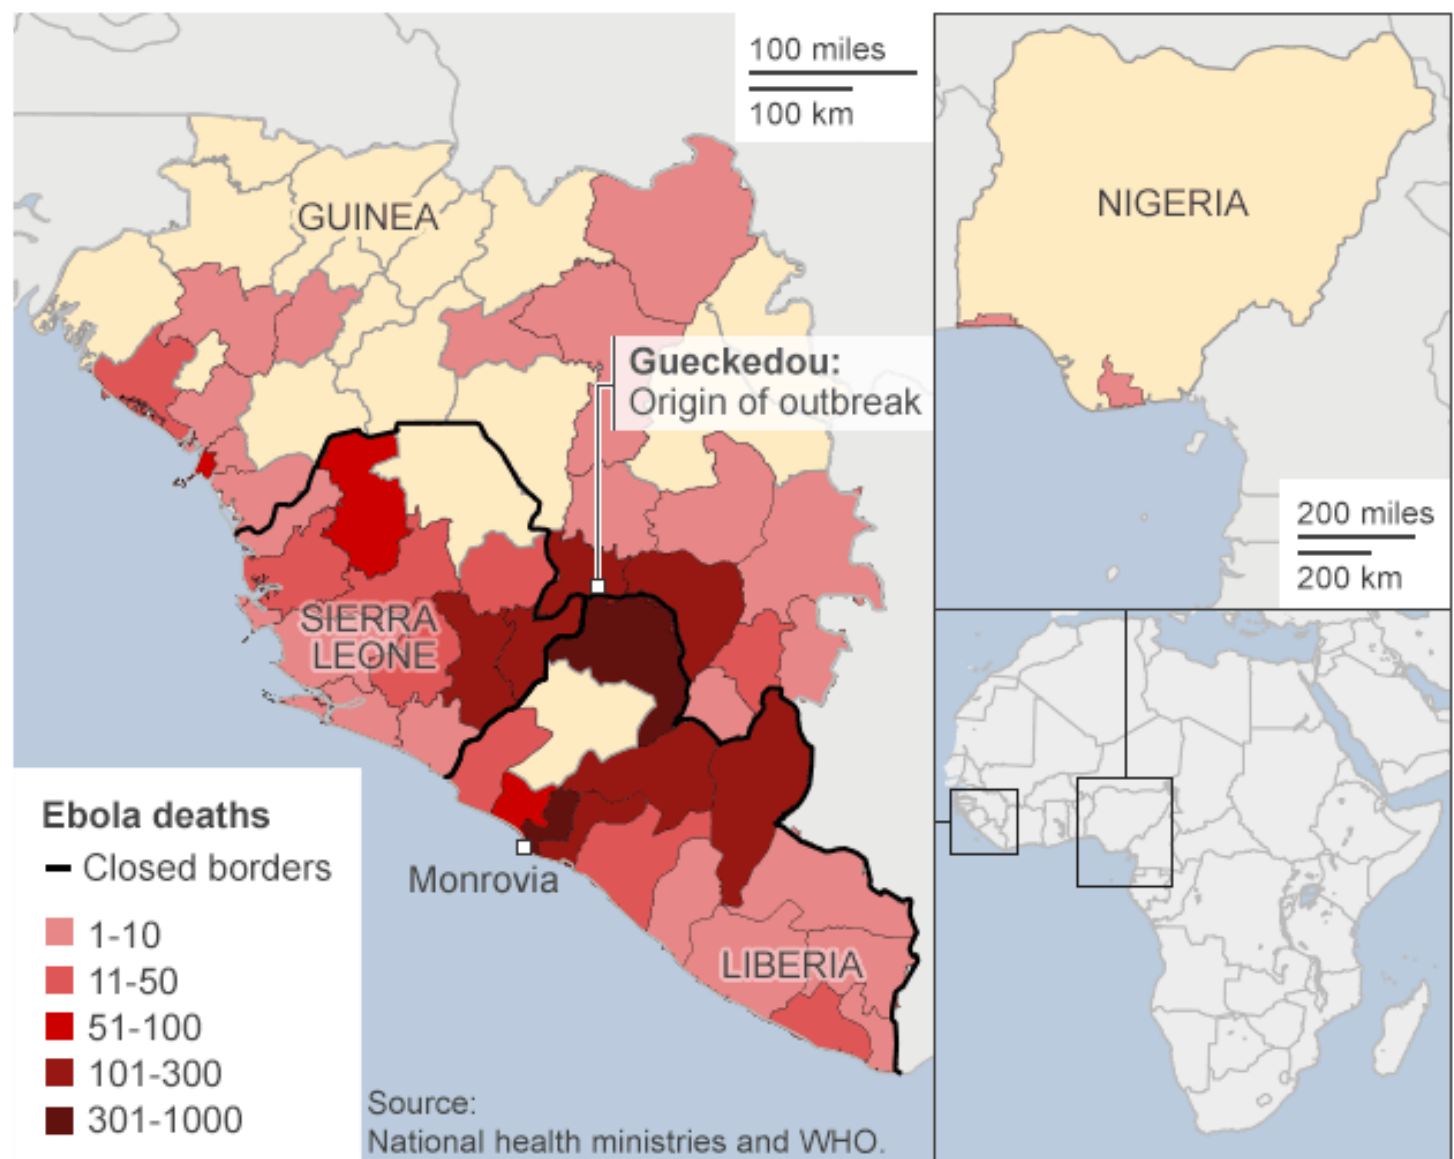 100 miles
100 km
GUINEA
Gueckedou:
Origin of outbreak
SIERRA
LEONE
Monrovia
LIBERIA
Ebola deaths
Closed borders
1-10
11-50
51-100
101-300
301-1000
Source:
National health ministries and WHO.
NIGERIA
200 miles
200 km